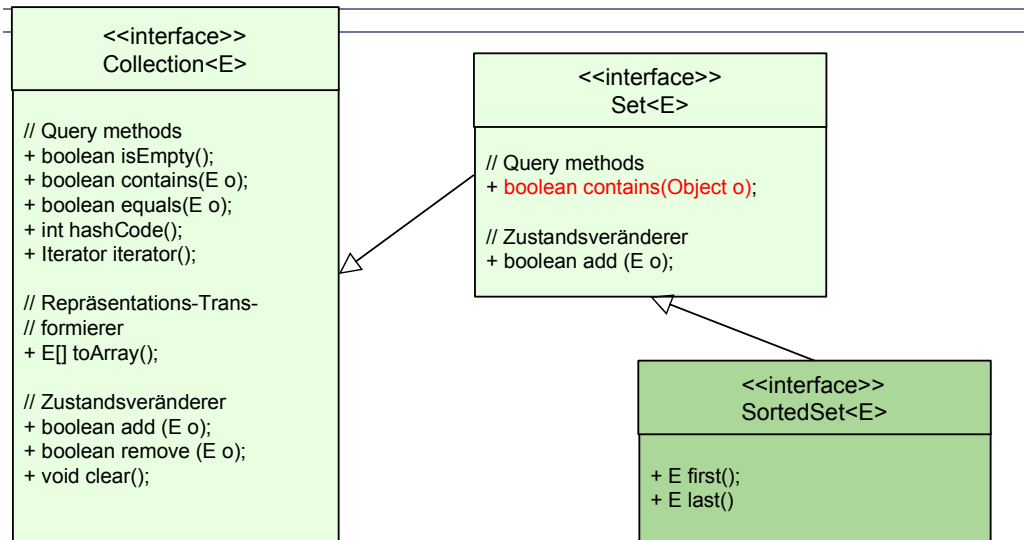 <<interface>>
Collection<E>
// Query methods
+ boolean isEmpty();
+ boolean contains(E o);
+ boolean equals(E o);
+ int hashCode();
+ Iterator iterator();
// Repräsentations-Trans-
// formierer
+ E[] toArray();
// Zustandsveränderer
+ boolean add (E o);
+ boolean remove (E o);
+ void clear();
<<interface>>
Set<E>
// Query methods
+ boolean contains(Object o);
// Zustandsveränderer
+ boolean add (E o);
<<interface>>
SortedSet<E>
+ E first();
+ E last()